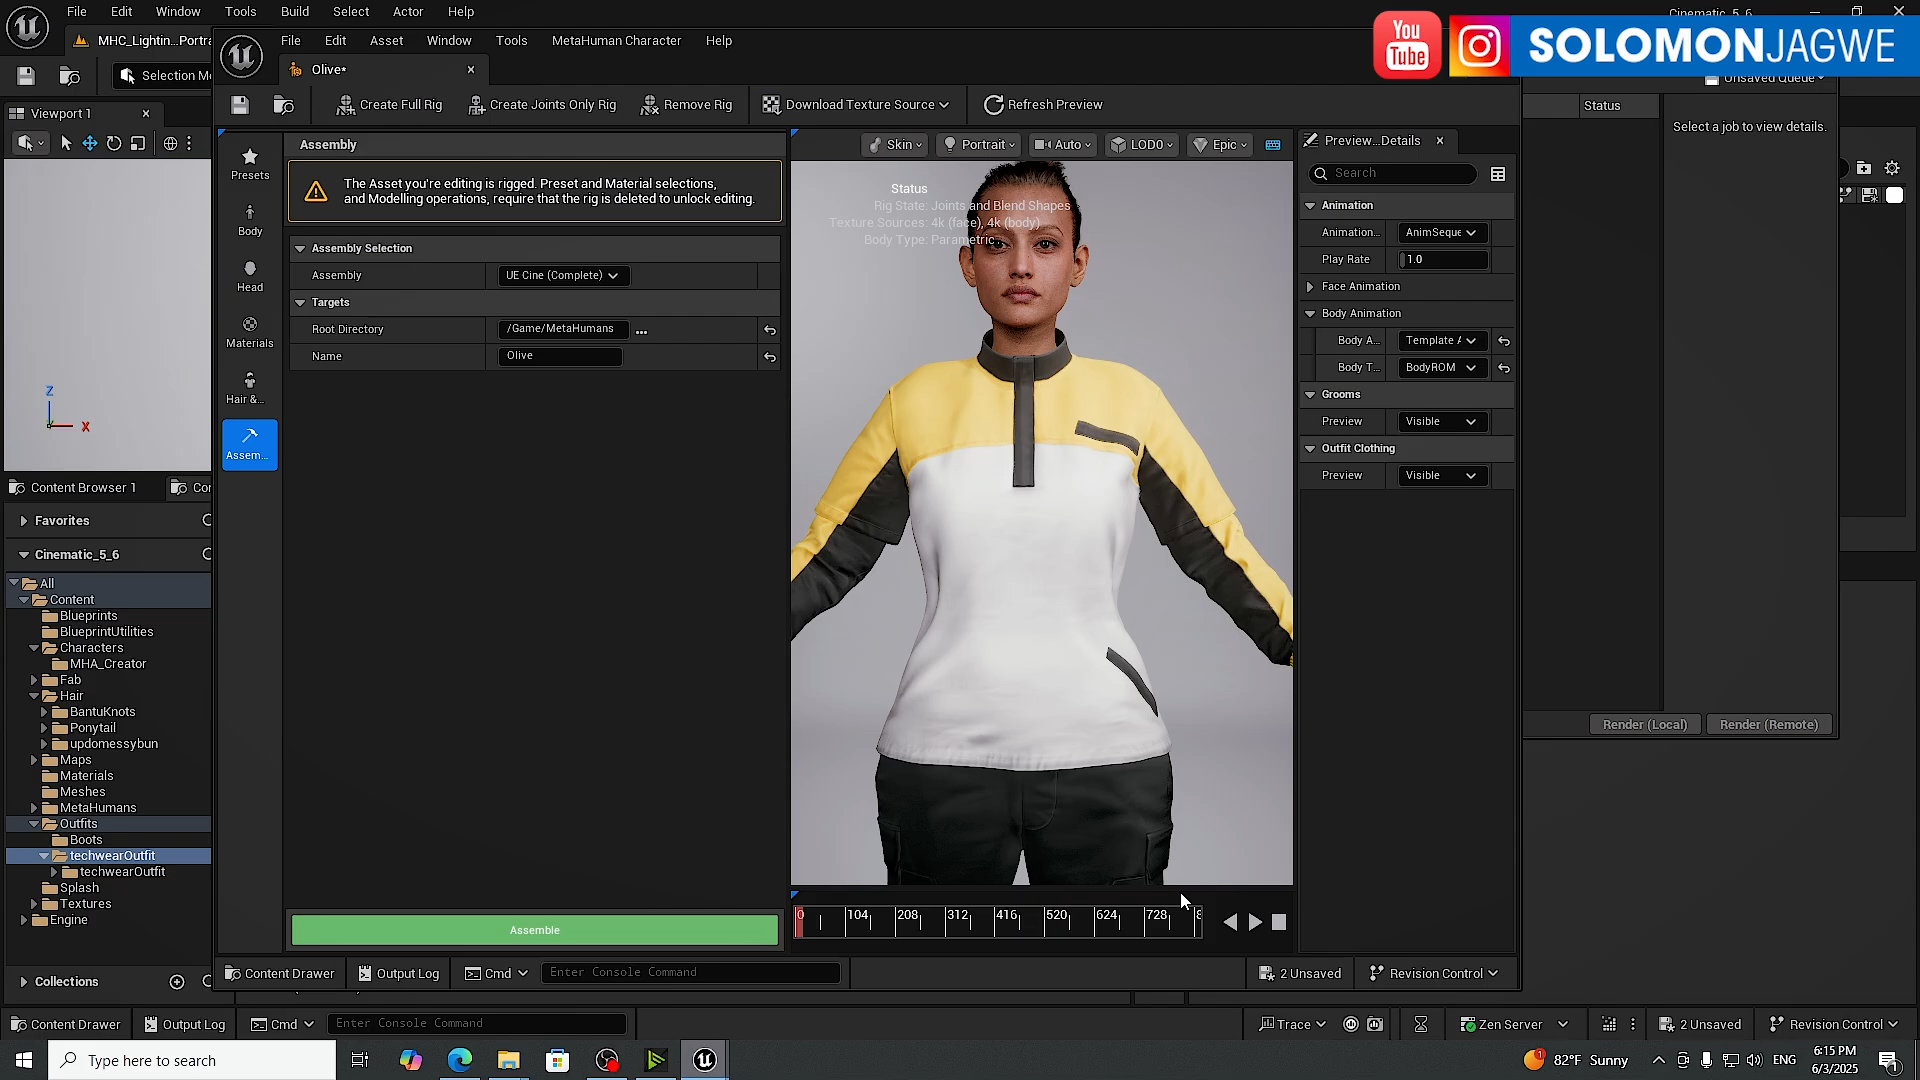 File Edit Window Tools Build Select Actor Help
MHC_Lightin...Portra
Selection M
Viewport 1
Z
X
Content Browser 1
Favorites
Cinematic_5_6
All
Content
Blueprints
BlueprintUtilities
Characters
MHA_Creator
Fab
Hair
BantuKnots
Ponytail
updomessybun
Maps
Materials
Meshes
MetaHumans
Outfits
Boots
techwearOutfit
techwearOutfit
Splash
Textures
Engine
Collections
File Edit Asset Window Tools MetaHuman Character Help
Olive*
Create Full Rig Create Joints Only Rig Remove Rig Download Texture Source Refresh Preview
Presets
Body
Head
Materials
Hair &...
Assem...
Assembly
The Asset you're editing is rigged. Preset and Material selections,
and Modelling operations, require that the rig is deleted to unlock editing.
Assembly Selection
Assembly UE Cine (Complete)
Targets
Root Directory /Game/MetaHumans ...
Name Olive
Assemble
Skin Portrait Auto LOD0 Epic
Status
Rig State: Joints and Blend Shapes
Texture Sources: 4k (face), 4k (body)
Body Type: Parametric
0 104 208 312 416 520 624 728 8
Preview...Details
Search
Animation
Animation... AnimSeque
Play Rate 1.0
Face Animation
Body Animation
Body A... Template A
Body T... BodyROM
Grooms
Preview Visible
Outfit Clothing
Preview Visible
Content Drawer Output Log Cmd Enter Console Command 2 Unsaved Revision Control
Cinematic_5_6
You
Tube
SOLOMONJAGWE
Unsaved Queue
Status
Select a job to view details.
Render (Local) Render (Remote)
Content Drawer Output Log Cmd Enter Console Command Trace Zen Server 2 Unsaved Revision Control
Type here to search
82°F Sunny
ENG
6:15 PM
6/3/2025
1